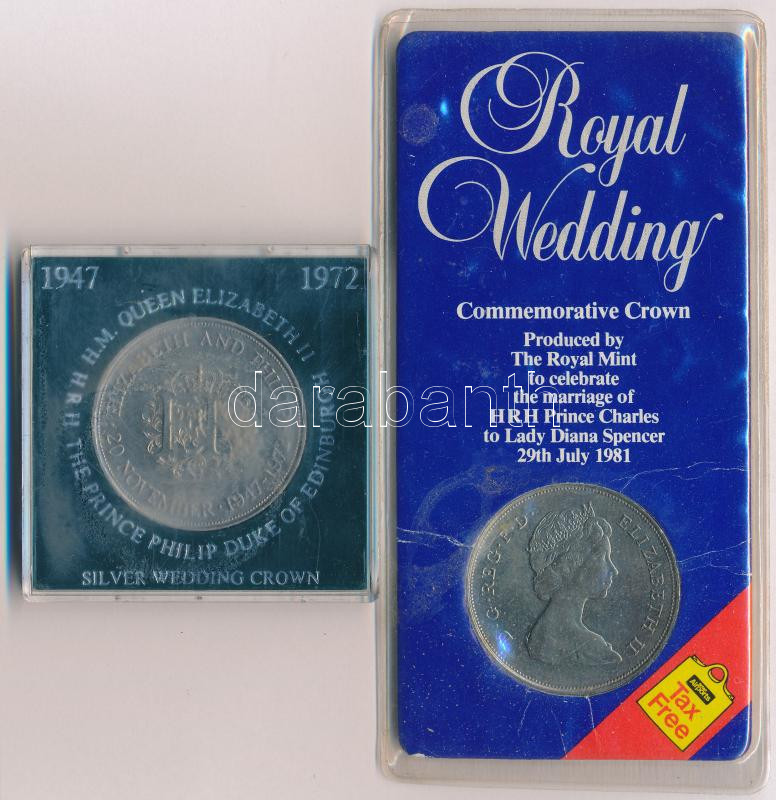 1947 1972
H.M. QUEEN ELIZABETH II
H R H THE PRINCE PHILIP DUKE OF EDINBURGH
ELIZABETH AND PHILIP
20 NOVEMBER · 1947-1972
SILVER WEDDING CROWN
Royal
Wedding
Commemorative Crown
Produced by
The Royal Mint
to celebrate
the marriage of
HRH Prince Charles
to Lady Diana Spencer
29th July 1981
D·G·REG·F·D· ELIZABETH II
Airports
Tax
Free
darabanth